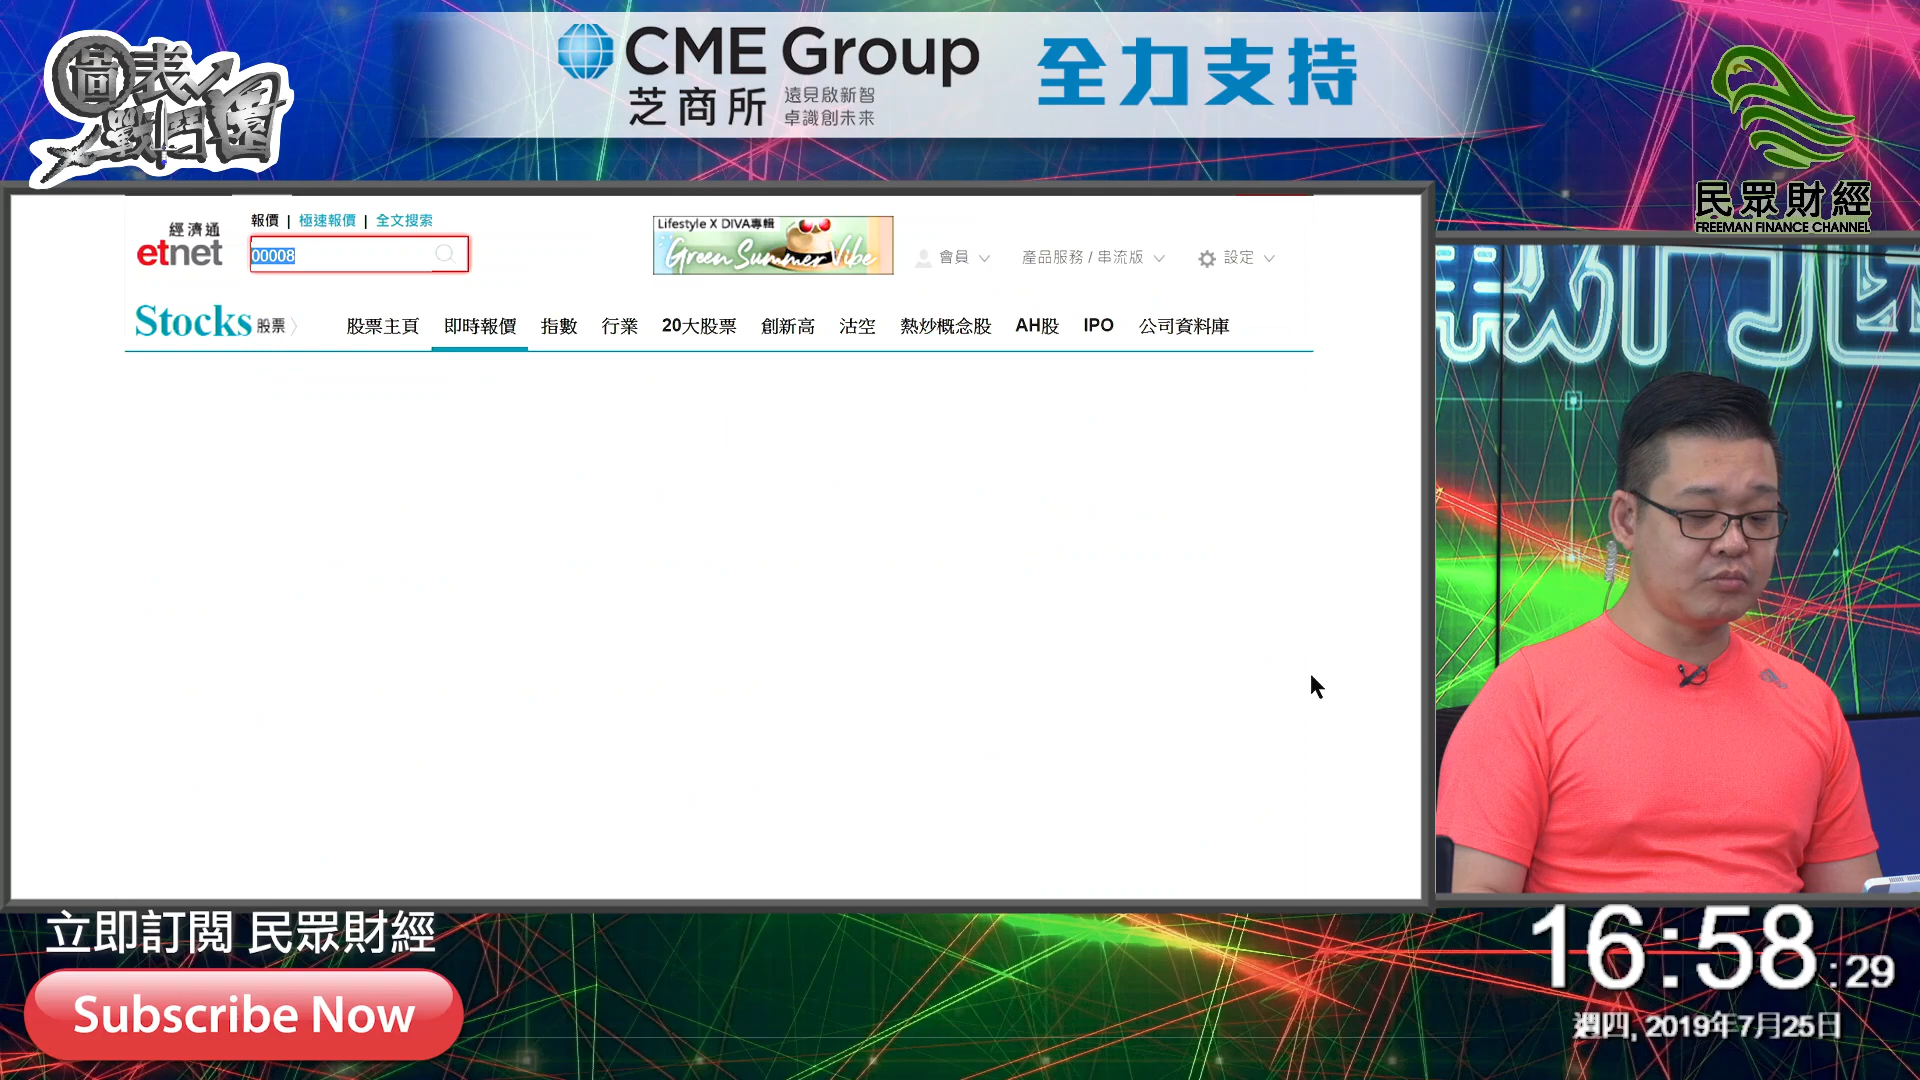 圖表
戰鬥團
CME Group
芝商所
遠見啟新智
卓識創未來
全力支持
民眾財經
FREEMAN FINANCE CHANNEL
經濟通
etnet
報價 | 極速報價 | 全文搜索
00008
Lifestyle X DIVA專輯
Green Summer Vibe
會員
產品服務 / 串流版
設定
Stocks 股票
股票主頁 即時報價 指數 行業 20大股票 創新高 沽空 熱炒概念股 AH股 IPO 公司資料庫
立即訂閱 民眾財經
Subscribe Now
16:58:29
週四, 2019年7月25日